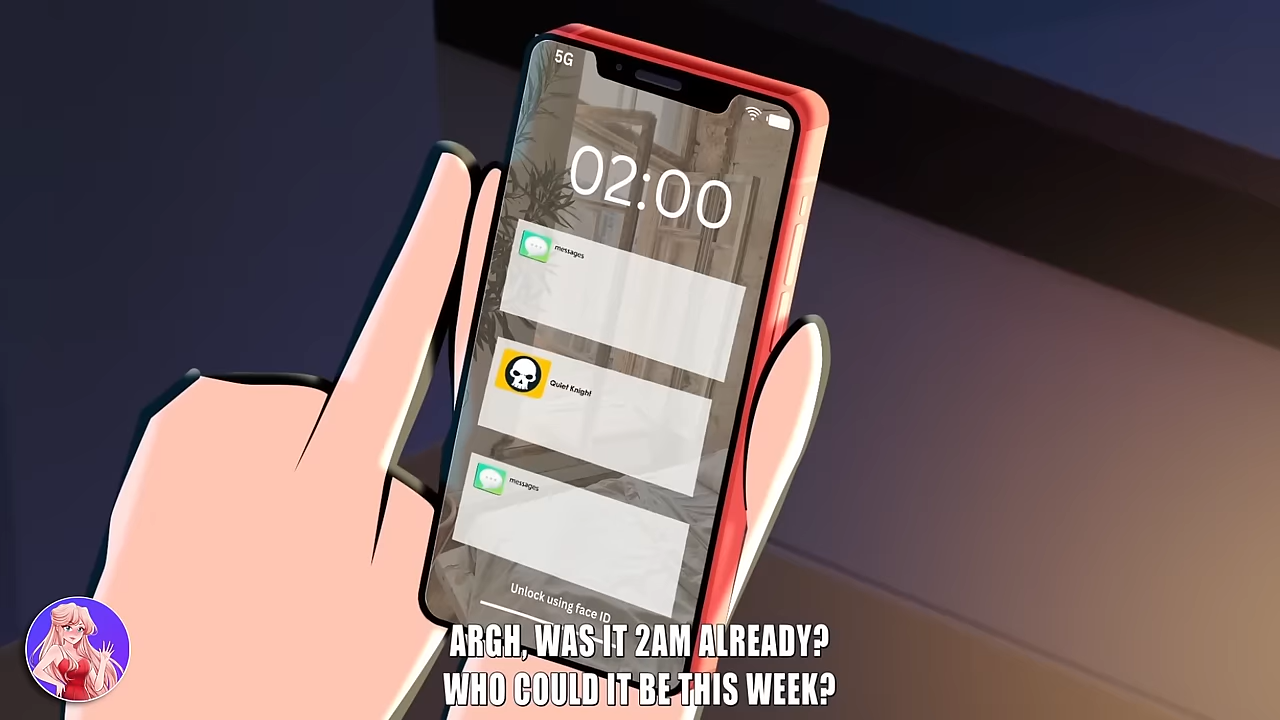 5G
02:00
messages
Quiet Knight
messages
Unlock using face ID
ARGH, WAS IT 2AM ALREADY?
WHO COULD IT BE THIS WEEK?